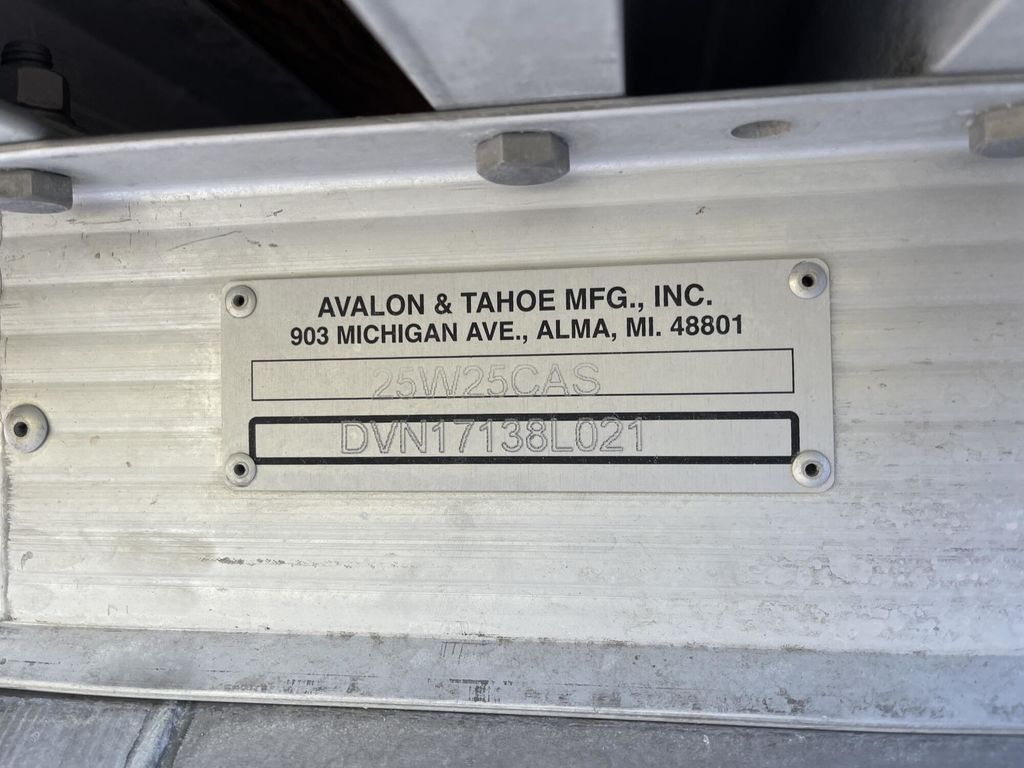 AVALON & TAHOE MFG., INC.
903 MICHIGAN AVE., ALMA, MI. 48801
25W25CAS
DVN17138L021